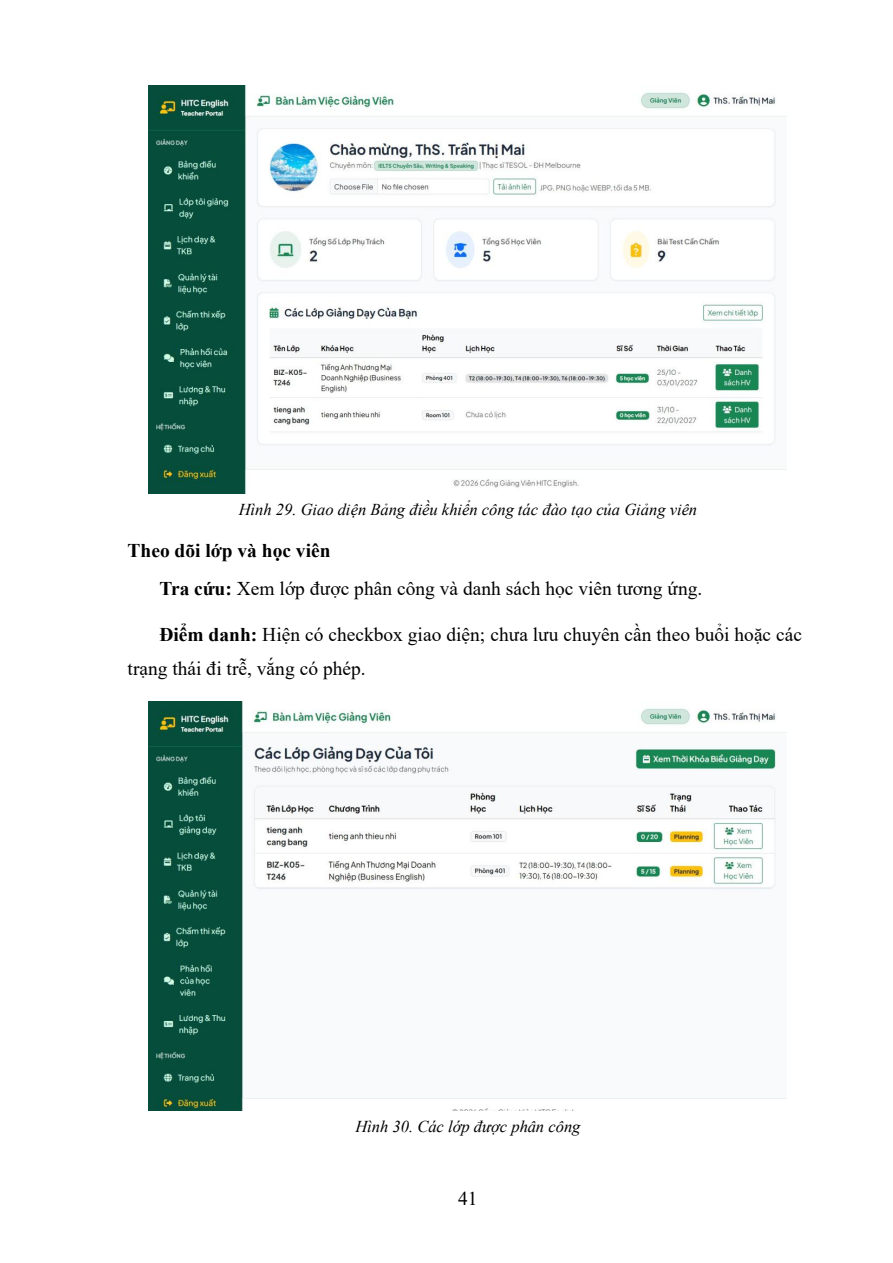 HITC English
Teacher Portal
GIẢNG DẠY
Bảng điều
khiển
Lớp tôi giảng
dạy
Lịch dạy &
TKB
Quản lý tài
liệu học
Chấm thi xếp
lớp
Phản hồi của
học viên
Lương & Thu
nhập
HỆ THỐNG
Trang chủ
Đăng xuất
Bàn Làm Việc Giảng Viên
Giảng Viên
ThS. Trần Thị Mai
Chào mừng, ThS. Trần Thị Mai
Chuyên môn: IELTS Chuyên Sâu, Writing & Speaking | Thạc sĩ TESOL - ĐH Melbourne
Choose File No file chosen Tải ảnh lên JPG, PNG hoặc WEBP, tối đa 5 MB.
Tổng Số Lớp Phụ Trách
2
Tổng Số Học Viên
5
Bài Test Cần Chấm
9
Các Lớp Giảng Dạy Của Bạn
Xem chi tiết lớp
Tên Lớp Khóa Học Phòng Học Lịch Học Sĩ Số Thời Gian Thao Tác
BIZ-K05-
T246
Tiếng Anh Thương Mại
Doanh Nghiệp (Business
English)
Phòng 401
T2 (18:00-19:30), T4 (18:00-19:30), T6 (18:00-19:30)
5 học viên
25/10 -
03/01/2027
Danh
sách HV
tieng anh
cang bang
tieng anh thieu nhi
Room 101
Chưa có lịch
0 học viên
31/10 -
22/01/2027
Danh
sách HV
© 2026 Cổng Giảng Viên HITC English.
Hình 29. Giao diện Bảng điều khiển công tác đào tạo của Giảng viên
Theo dõi lớp và học viên
Tra cứu: Xem lớp được phân công và danh sách học viên tương ứng.
Điểm danh: Hiện có checkbox giao diện; chưa lưu chuyên cần theo buổi hoặc các
trạng thái đi trễ, vắng có phép.
HITC English
Teacher Portal
GIẢNG DẠY
Bảng điều
khiển
Lớp tôi
giảng dạy
Lịch dạy &
TKB
Quản lý tài
liệu học
Chấm thi xếp
lớp
Phản hồi
của học
viên
Lương & Thu
nhập
HỆ THỐNG
Trang chủ
Đăng xuất
Bàn Làm Việc Giảng Viên
Giảng Viên
ThS. Trần Thị Mai
Các Lớp Giảng Dạy Của Tôi
Theo dõi lịch học, phòng học và sĩ số các lớp đang phụ trách
Xem Thời Khóa Biểu Giảng Dạy
Tên Lớp Học Chương Trình Phòng Học Lịch Học Sĩ Số Trạng Thái Thao Tác
tieng anh
cang bang
tieng anh thieu nhi
Room 101
0 / 20
Planning
Xem
Học Viên
BIZ-K05-
T246
Tiếng Anh Thương Mại Doanh
Nghiệp (Business English)
Phòng 401
T2 (18:00-19:30), T4 (18:00-
19:30), T6 (18:00-19:30)
5 / 15
Planning
Xem
Học Viên
Hình 30. Các lớp được phân công
41